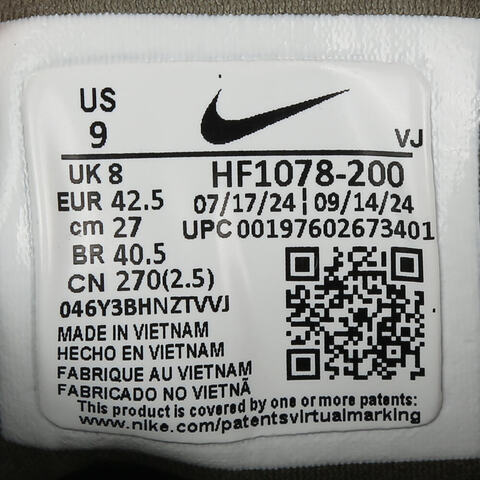 US
9
VJ
UK 8
HF1078-200
EUR 42.5
07/17/24 | 09/14/24
cm 27
UPC 00197602673401
BR 40.5
CN 270(2.5)
046Y3BHNZTVVJ
MADE IN VIETNAM
HECHO EN VIETNAM
FABRIQUE AU VIETNAM
FABRICADO NO VIETNÃ
This product is covered by one or more patents:
www.nike.com/patentsvirtualmarking